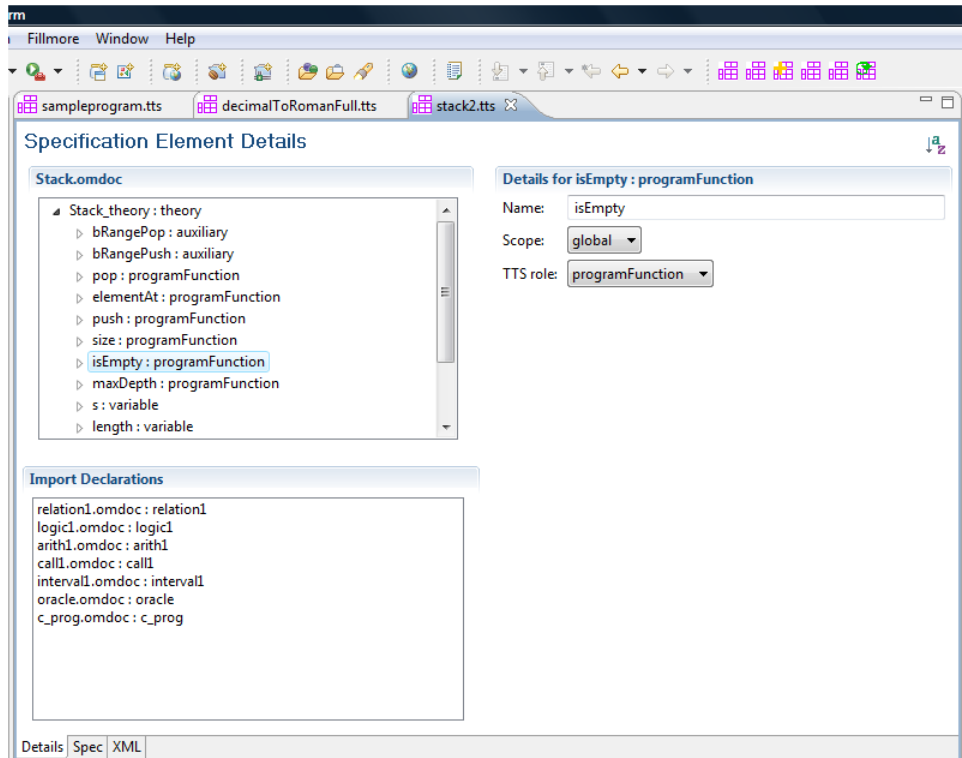 rm
Fillmore Window Help
sampleprogram.tts decimalToRomanFull.tts stack2.tts
Specification Element Details
a
z
Stack.omdoc
Stack_theory : theory
bRangePop : auxiliary
bRangePush : auxiliary
pop : programFunction
elementAt : programFunction
push : programFunction
size : programFunction
isEmpty : programFunction
maxDepth : programFunction
s : variable
length : variable
Details for isEmpty : programFunction
Name: isEmpty
Scope: global
TTS role: programFunction
Import Declarations
relation1.omdoc : relation1
logic1.omdoc : logic1
arith1.omdoc : arith1
call1.omdoc : call1
interval1.omdoc : interval1
oracle.omdoc : oracle
c_prog.omdoc : c_prog
Details Spec XML